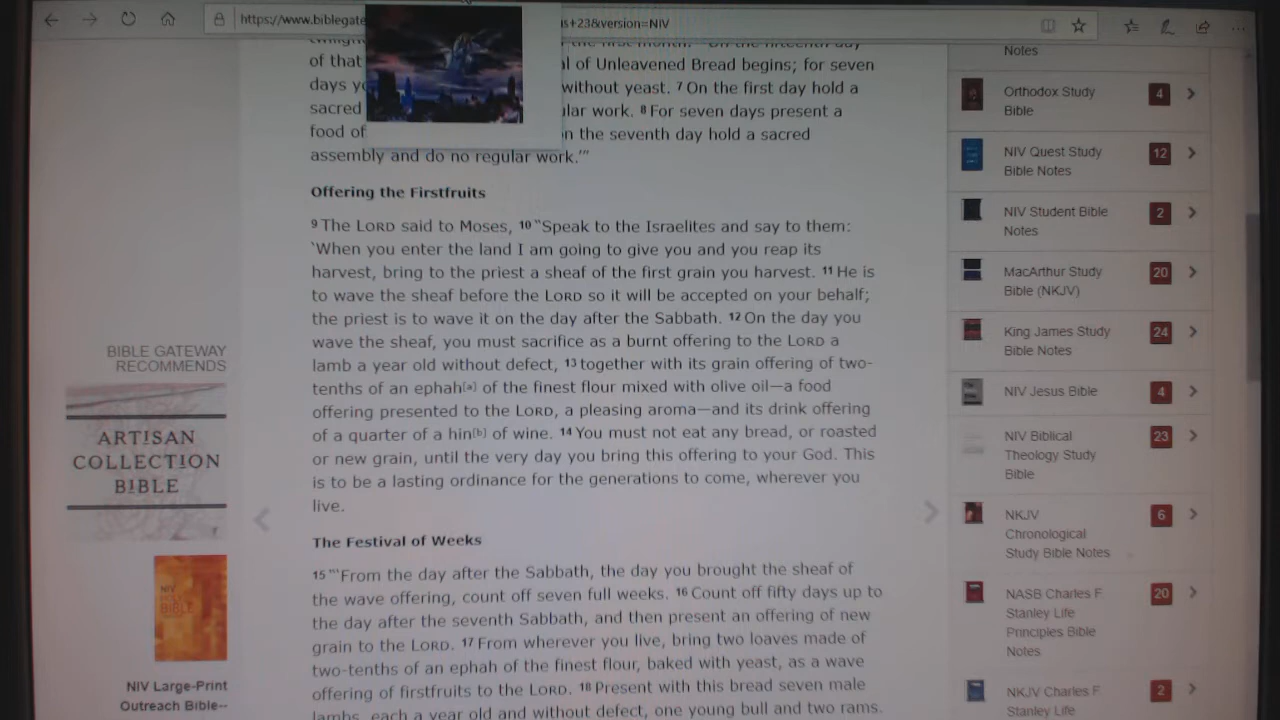 https://www.biblegate
s+23&version=NIV
of that
l of Unleavened Bread begins; for seven
days
without yeast. 7 On the first day hold a
sacred
ular work. 8 For seven days present a
food of
n the seventh day hold a sacred
assembly and do no regular work.'"
Offering the Firstfruits
9 The LORD said to Moses, 10 "Speak to the Israelites and say to them:
'When you enter the land I am going to give you and you reap its
harvest, bring to the priest a sheaf of the first grain you harvest. 11 He is
to wave the sheaf before the LORD so it will be accepted on your behalf;
the priest is to wave it on the day after the Sabbath. 12 On the day you
wave the sheaf, you must sacrifice as a burnt offering to the LORD a
lamb a year old without defect, 13 together with its grain offering of two-
tenths of an ephah[a] of the finest flour mixed with olive oil—a food
offering presented to the LORD, a pleasing aroma—and its drink offering
of a quarter of a hin[b] of wine. 14 You must not eat any bread, or roasted
or new grain, until the very day you bring this offering to your God. This
is to be a lasting ordinance for the generations to come, wherever you
live.
The Festival of Weeks
15 "'From the day after the Sabbath, the day you brought the sheaf of
the wave offering, count off seven full weeks. 16 Count off fifty days up to
the day after the seventh Sabbath, and then present an offering of new
grain to the LORD. 17 From wherever you live, bring two loaves made of
two-tenths of an ephah of the finest flour, baked with yeast, as a wave
offering of firstfruits to the LORD. 18 Present with this bread seven male
lambs, each a year old and without defect, one young bull and two rams.
BIBLE GATEWAY
RECOMMENDS
ARTISAN
COLLECTION
BIBLE
NIV
HOLY
BIBLE
NIV Large-Print
Outreach Bible--
Notes
Orthodox Study
Bible
4
NIV Quest Study
Bible Notes
12
NIV Student Bible
Notes
2
MacArthur Study
Bible (NKJV)
20
King James Study
Bible Notes
24
NIV Jesus Bible
4
NIV Biblical
Theology Study
Bible
23
NKJV
Chronological
Study Bible Notes
6
NASB Charles F.
Stanley Life
Principles Bible
Notes
20
NKJV Charles F.
Stanley Life
2